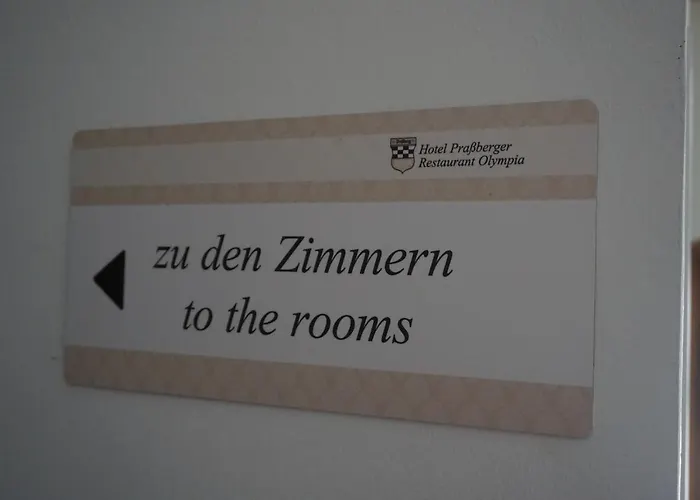 Hotel Praßberger
Restaurant Olympia
zu den Zimmern
to the rooms